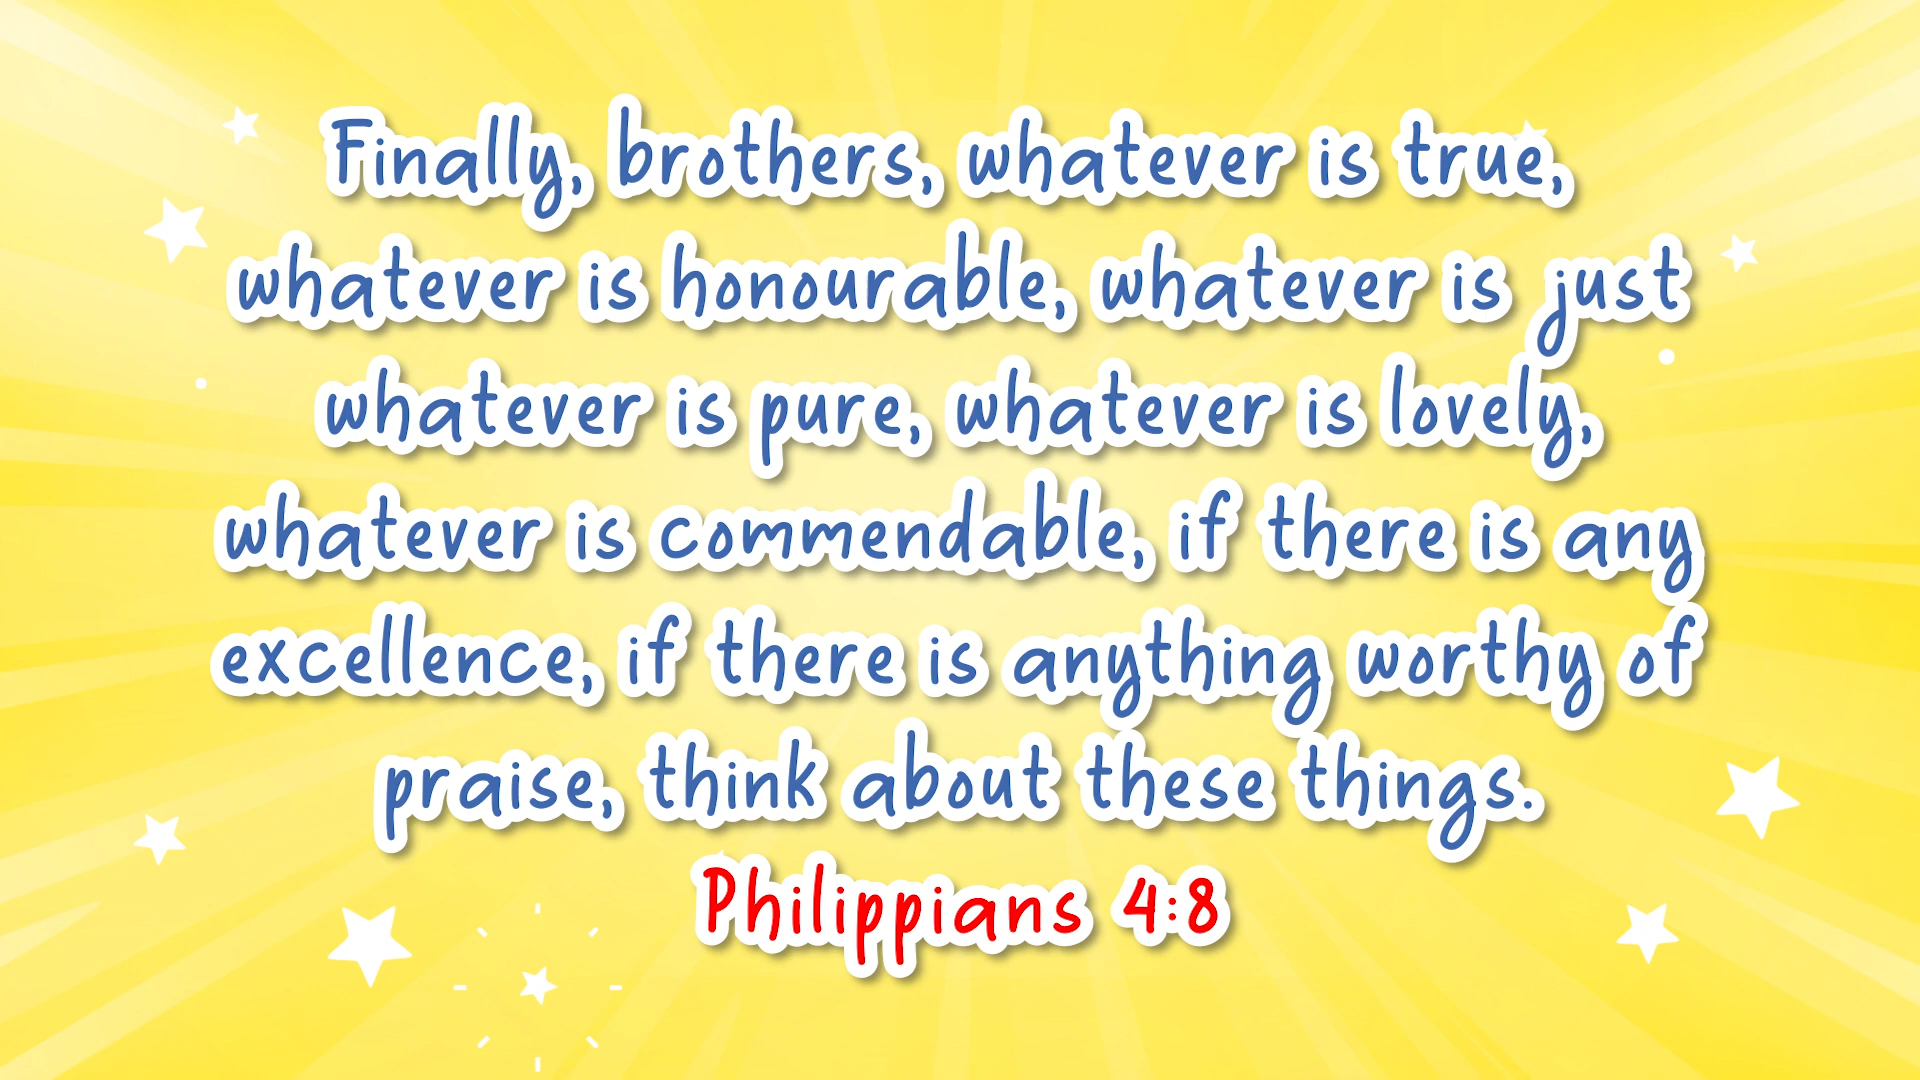 Finally, brothers, whatever is true,
whatever is honourable, whatever is just
whatever is pure, whatever is lovely,
whatever is commendable, if there is any
excellence, if there is anything worthy of
praise, think about these things.
Philippians 4:8